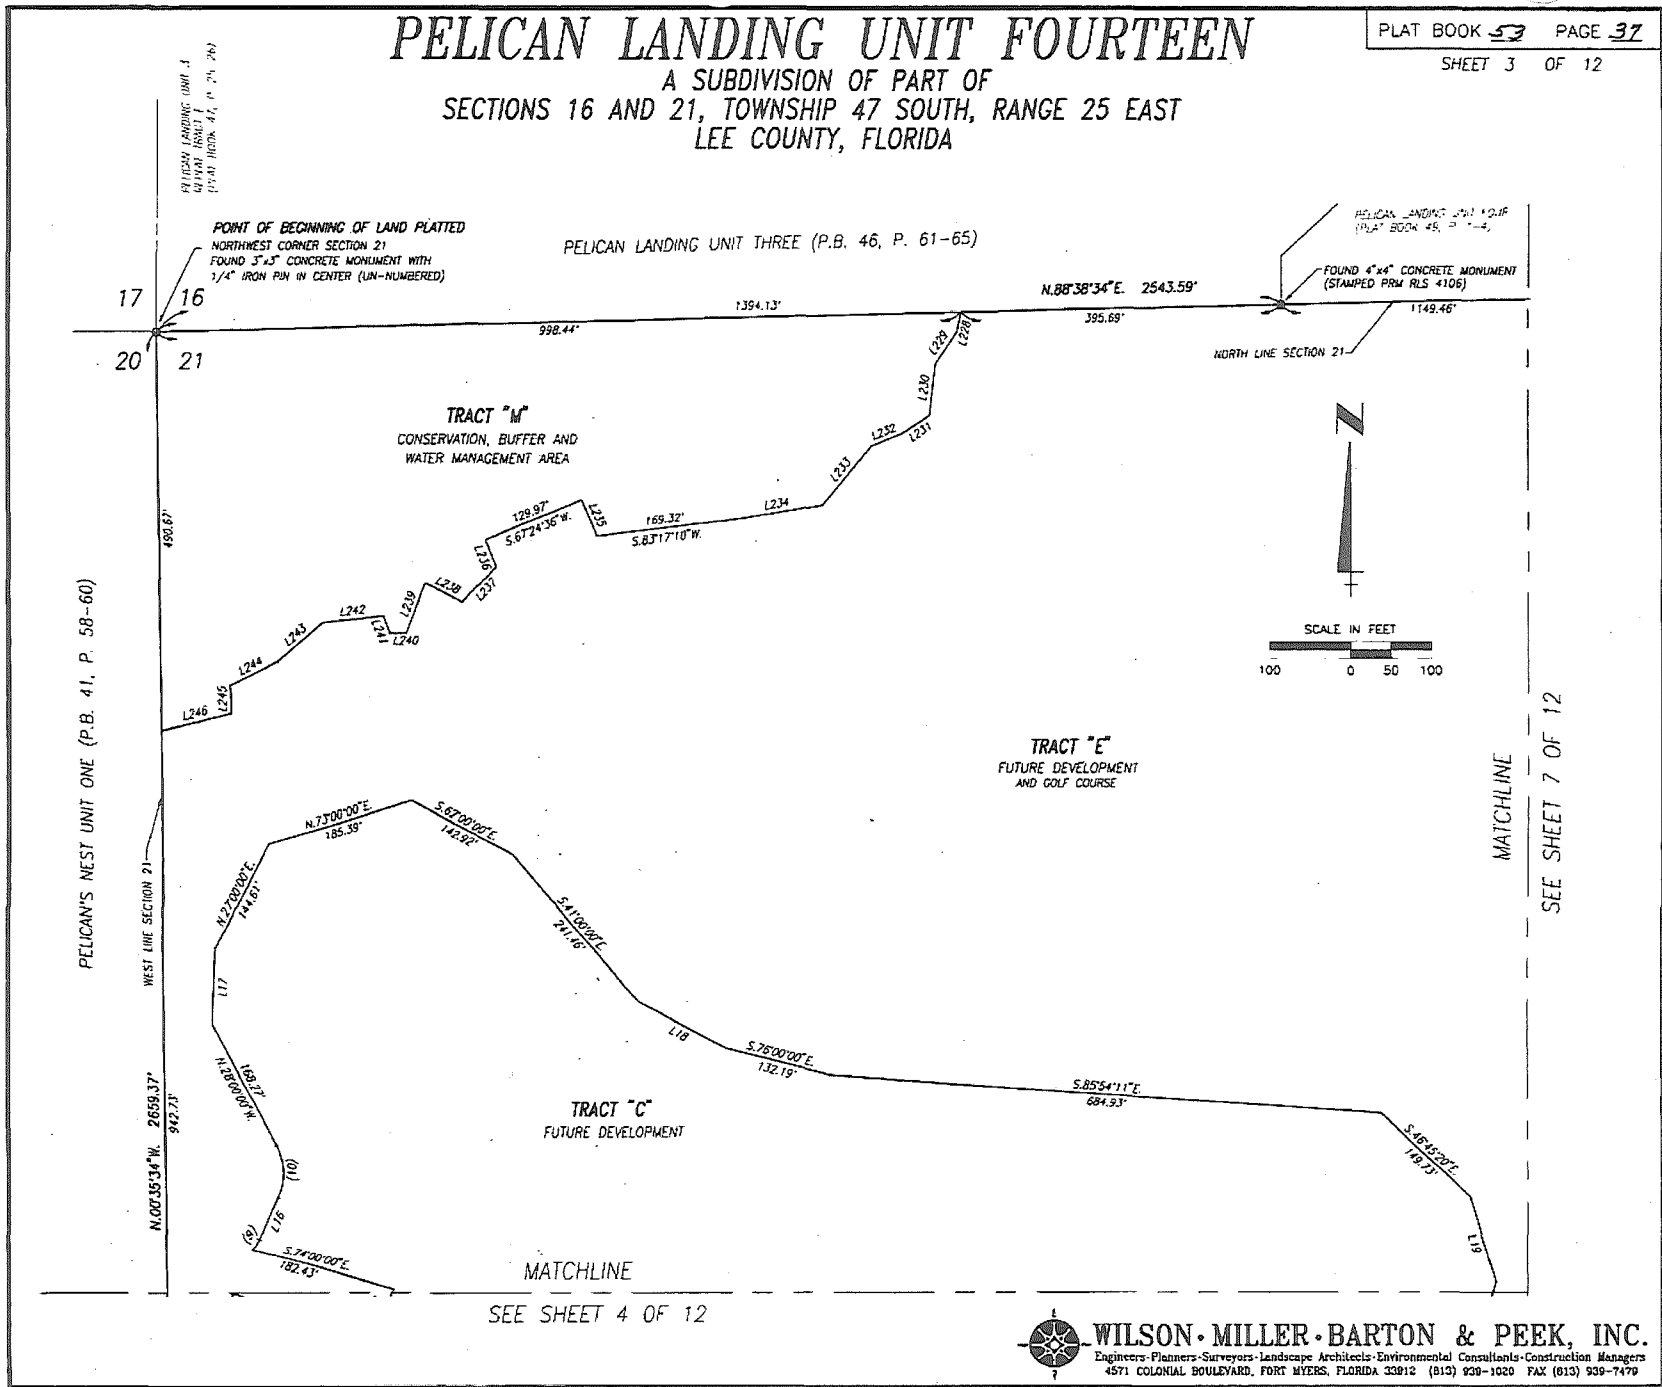 PELICAN LANDING UNIT FOURTEEN
A SUBDIVISION OF PART OF
SECTIONS 16 AND 21, TOWNSHIP 47 SOUTH, RANGE 25 EAST
LEE COUNTY, FLORIDA
PLAT BOOK 53 PAGE 37
SHEET 3 OF 12
PELICAN LANDING UNIT 3
REPLAT TRACT F
POINT OF BEGINNING OF LAND PLATTED
NORTHWEST CORNER SECTION 21
FOUND 3"x3" CONCRETE MONUMENT WITH
1/4" IRON PIN IN CENTER (UN-NUMBERED)
PELICAN LANDING UNIT THREE (P.B. 46, P. 61-65)
PELICAN LANDING UNIT FOUR
FOUND 4"x4" CONCRETE MONUMENT
(STAMPED PRM RLS 4106)
17 16
20 21
1394.13'
998.44'
N.88°38'34"E. 2543.59'
395.69'
1149.46'
NORTH LINE SECTION 21
L228
L229
L230
L231
L232
L233
L234
169.32'
S.83°17'10"W.
L235
129.97'
S.67°24'36"W.
L236
L237
L238
L239
L240
L241
L242
L243
L244
L245
L246
TRACT "M"
CONSERVATION, BUFFER AND
WATER MANAGEMENT AREA
490.67'
PELICAN'S NEST UNIT ONE (P.B. 41, P. 58-60)
WEST LINE SECTION 21
N.00°35'34"W. 2659.37'
942.73'
SCALE IN FEET
100 0 50 100
TRACT "E"
FUTURE DEVELOPMENT
AND GOLF COURSE
MATCHLINE
SEE SHEET 7 OF 12
N.73°00'00"E.
185.39'
S.62°00'00"E.
142.92'
N.27°00'00"E.
144.61'
S.41°00'00"E.
241.46'
L17
L18
S.76°00'00"E.
132.19'
S.85°54'11"E.
684.93'
S.46°45'20"E.
149.73'
L19
168.27'
N.28°00'00"W.
(10)
L16
(9)
S.74°00'00"E.
182.43'
TRACT "C"
FUTURE DEVELOPMENT
MATCHLINE
SEE SHEET 4 OF 12
WILSON · MILLER · BARTON & PEEK, INC.
Engineers·Planners·Surveyors·Landscape Architects·Environmental Consultants·Construction Managers
4571 COLONIAL BOULEVARD, FORT MYERS, FLORIDA 33912 (813) 939-1020 FAX (813) 939-7479